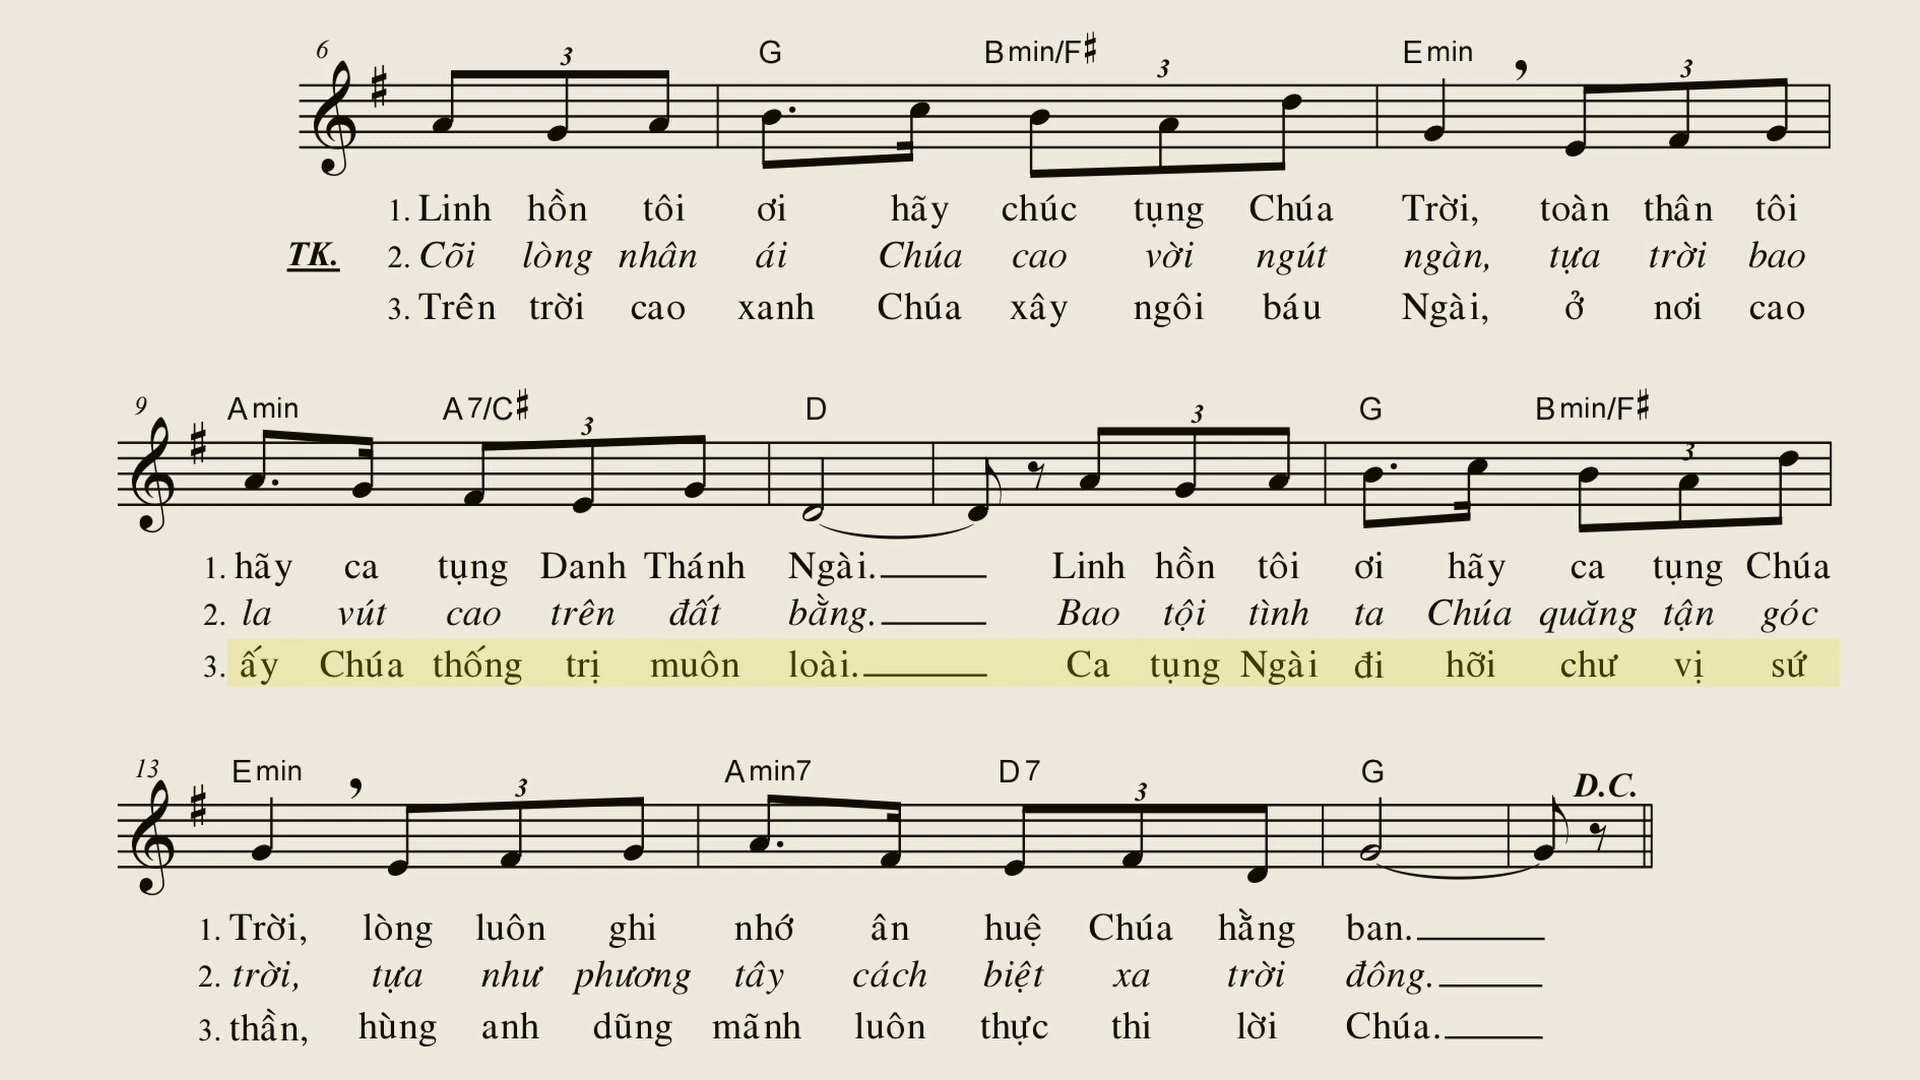 6 3 G Bmin/F♯ 3 Emin 3
1. Linh hồn tôi ơi hãy chúc tụng Chúa Trời, toàn thân tôi
TK. 2. Cõi lòng nhân ái Chúa cao vời ngút ngàn, tựa trời bao
3. Trên trời cao xanh Chúa xây ngôi báu Ngài, ở nơi cao
9 Amin A7/C♯ 3 D 3 G Bmin/F♯ 3
1. hãy ca tụng Danh Thánh Ngài. Linh hồn tôi ơi hãy ca tụng Chúa
2. la vút cao trên đất bằng. Bao tội tình ta Chúa quăng tận góc
3. ấy Chúa thống trị muôn loài. Ca tụng Ngài đi hỡi chư vị sứ
13 Emin 3 Amin7 D7 3 G D.C.
1. Trời, lòng luôn ghi nhớ ân huệ Chúa hằng ban.
2. trời, tựa như phương tây cách biệt xa trời đông.
3. thần, hùng anh dũng mãnh luôn thực thi lời Chúa.